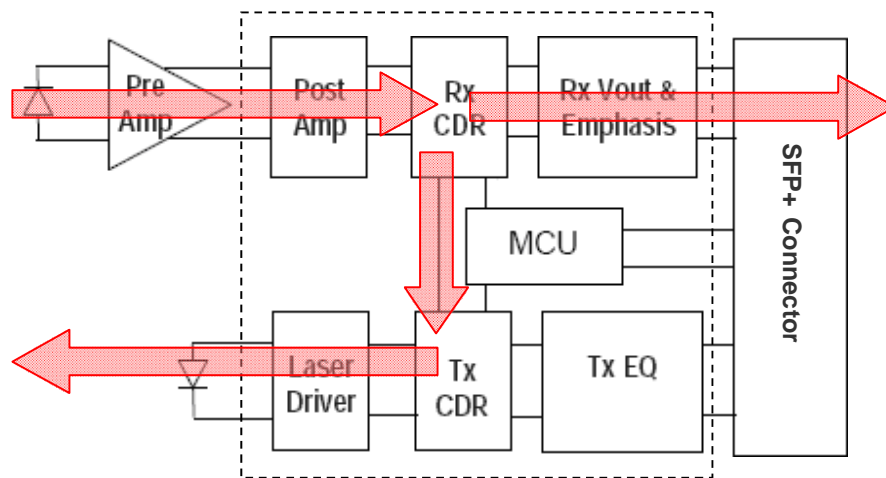 Pre
Amp
Post
Amp
Rx
CDR
Rx Vout &
Emphasis
SFP+ Connector
MCU
Laser
Driver
Tx
CDR
Tx EQ